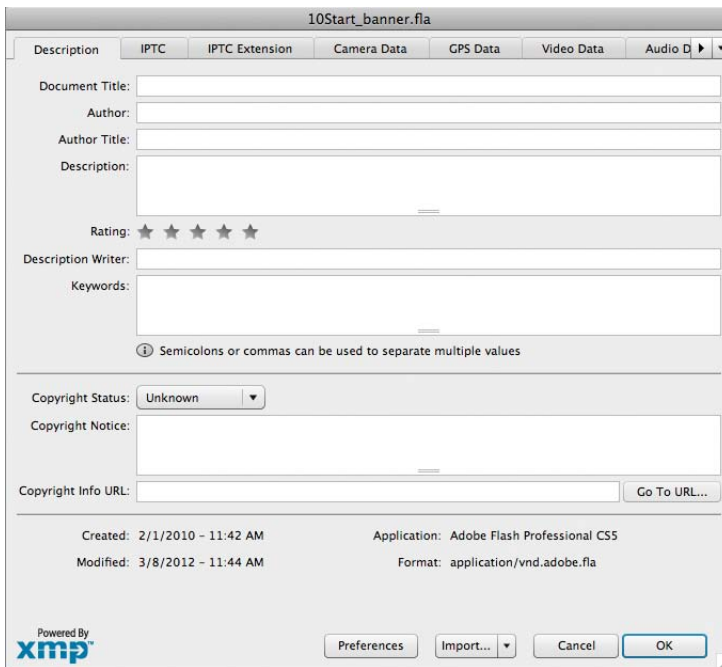 10Start_banner.fla
Description IPTC IPTC Extension Camera Data GPS Data Video Data Audio D
Document Title:
Author:
Author Title:
Description:
Rating:
Description Writer:
Keywords:
Semicolons or commas can be used to separate multiple values
Copyright Status: Unknown
Copyright Notice:
Copyright Info URL: Go To URL...
Created: 2/1/2010 – 11:42 AM Application: Adobe Flash Professional CS5
Modified: 3/8/2012 – 11:44 AM Format: application/vnd.adobe.fla
Powered By
xmp™ Preferences Import... Cancel OK